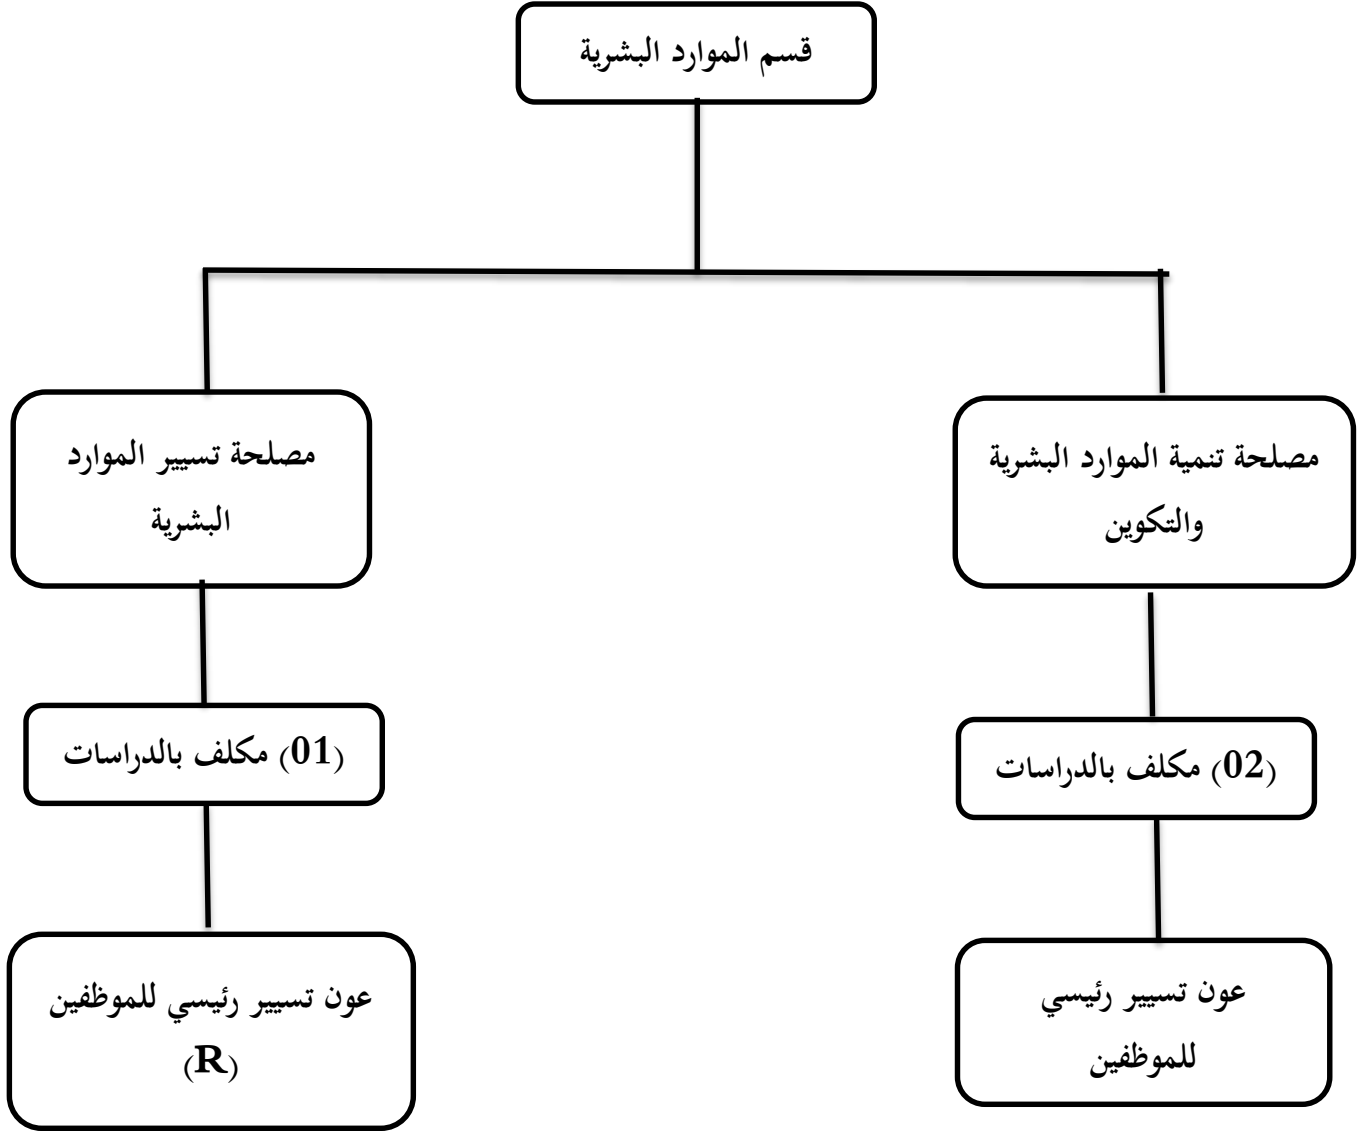 قسم الموارد البشرية
مصلحة تنمية الموارد البشرية
والتكوين
مصلحة تسيير الموارد
البشرية
(02) مكلف بالدراسات
(01) مكلف بالدراسات
عون تسيير رئيسي
للموظفين
عون تسيير رئيسي للموظفين
(R)